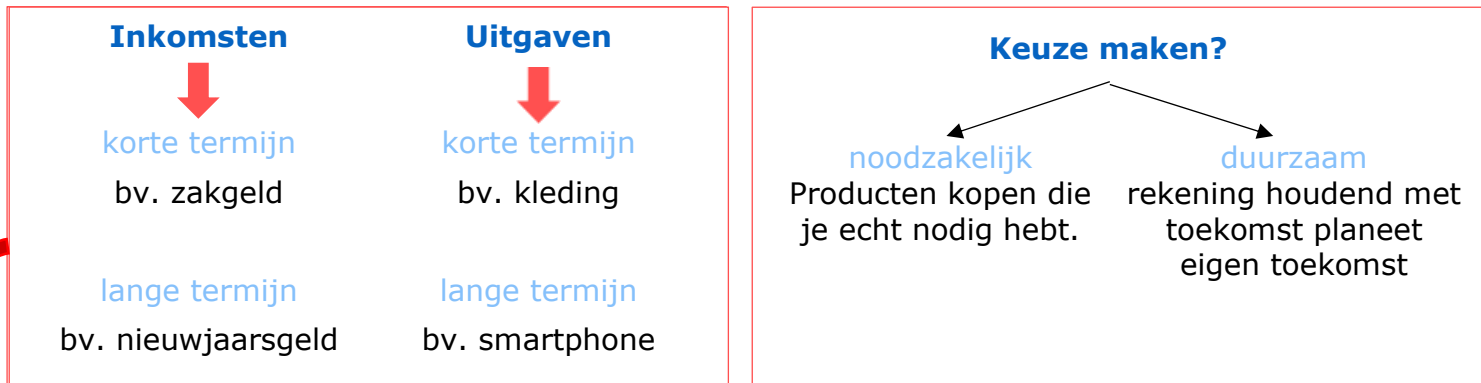 Inkomsten
korte termijn
bv. zakgeld
lange termijn
bv. nieuwjaarsgeld
Uitgaven
korte termijn
bv. kleding
lange termijn
bv. smartphone
Keuze maken?
noodzakelijk
Producten kopen die
je echt nodig hebt.
duurzaam
rekening houdend met
toekomst planeet
eigen toekomst